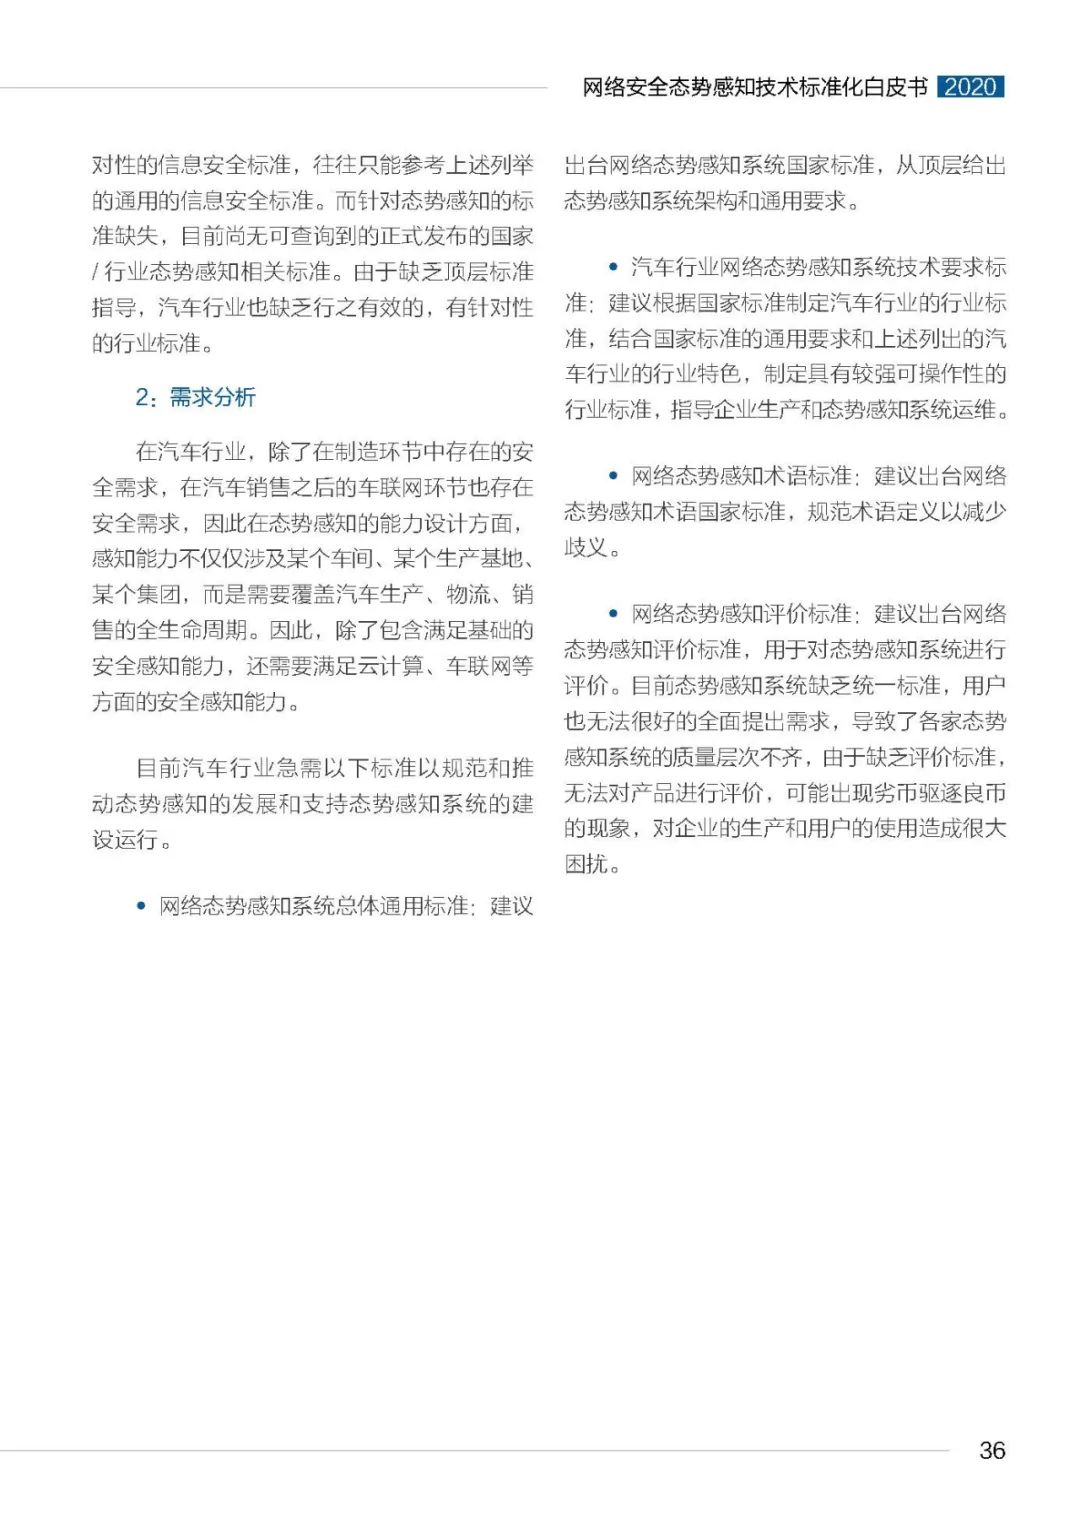 网络安全态势感知技术标准化白皮书 2020
对性的信息安全标准，往往只能参考上述列举
的通用的信息安全标准。而针对态势感知的标
准缺失，目前尚无可查询到的正式发布的国家
/ 行业态势感知相关标准。由于缺乏顶层标准
指导，汽车行业也缺乏行之有效的，有针对性
的行业标准。
2：需求分析
在汽车行业，除了在制造环节中存在的安
全需求，在汽车销售之后的车联网环节也存在
安全需求，因此在态势感知的能力设计方面，
感知能力不仅仅涉及某个车间、某个生产基地、
某个集团，而是需要覆盖汽车生产、物流、销
售的全生命周期。因此，除了包含满足基础的
安全感知能力，还需要满足云计算、车联网等
方面的安全感知能力。
目前汽车行业急需以下标准以规范和推
动态势感知的发展和支持态势感知系统的建
设运行。
• 网络态势感知系统总体通用标准：建议
出台网络态势感知系统国家标准，从顶层给出
态势感知系统架构和通用要求。
• 汽车行业网络态势感知系统技术要求标
准：建议根据国家标准制定汽车行业的行业标
准，结合国家标准的通用要求和上述列出的汽
车行业的行业特色，制定具有较强可操作性的
行业标准，指导企业生产和态势感知系统运维。
• 网络态势感知术语标准：建议出台网络
态势感知术语国家标准，规范术语定义以减少
歧义。
• 网络态势感知评价标准：建议出台网络
态势感知评价标准，用于对态势感知系统进行
评价。目前态势感知系统缺乏统一标准，用户
也无法很好的全面提出需求，导致了各家态势
感知系统的质量层次不齐，由于缺乏评价标准，
无法对产品进行评价，可能出现劣币驱逐良币
的现象，对企业的生产和用户的使用造成很大
困扰。
36